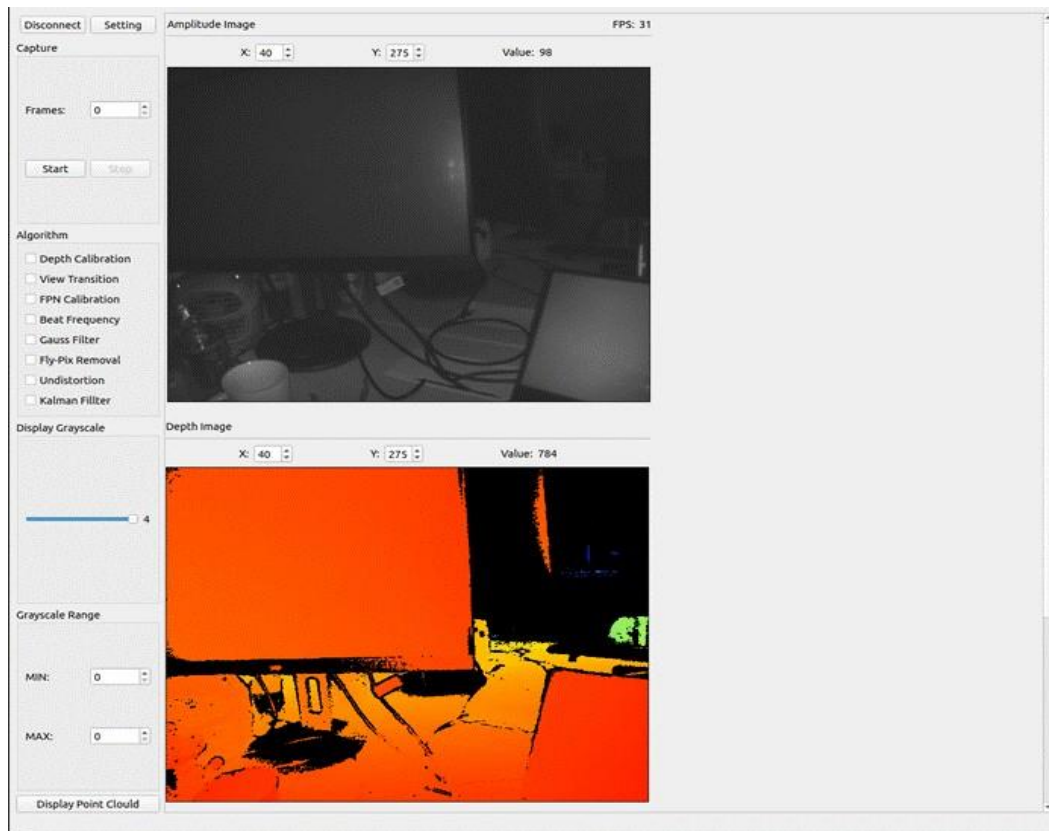 Disconnect Setting
Amplitude Image FPS: 31
Capture
X: 40 Y: 275 Value: 98
Frames: 0
Start Stop
Algorithm
Depth Calibration
View Transition
FPN Calibration
Beat Frequency
Gauss Filter
Fly-Pix Removal
Undistortion
Kalman Fillter
Display Grayscale
Depth Image
X: 40 Y: 275 Value: 784
4
Grayscale Range
MIN: 0
MAX: 0
Display Point Clould